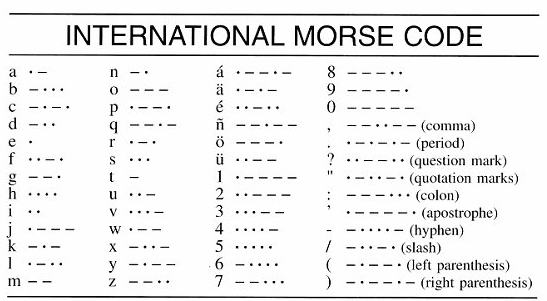 INTERNATIONAL MORSE CODE
a · – n – · á · – – · – 8 – – – · ·
b – · · · o – – – ä · – · – 9 – – – – ·
c – · – · p · – – · é · · – · · 0 – – – – –
d – · · q – – · – ñ – – · – – , – – · · – – (comma)
e · r · – · ö – – – · . · – · – · – (period)
f · · – · s · · · ü · · – – ? · · – – · · (question mark)
g – – · t – 1 · – – – – " · – · · – · (quotation marks)
h · · · · u · · – 2 · · – – – : – – – · · · (colon)
i · · v · · · – 3 · · · – – ' · – – – – · (apostrophe)
j · – – – w · – – 4 · · · · – - – · · · · – (hyphen)
k – · – x – · · – 5 · · · · · / – · · – · (slash)
l · – · · y – · – – 6 – · · · · ( – · – – · (left parenthesis)
m – – z – – · · 7 – – · · · ) – · – – · – (right parenthesis)